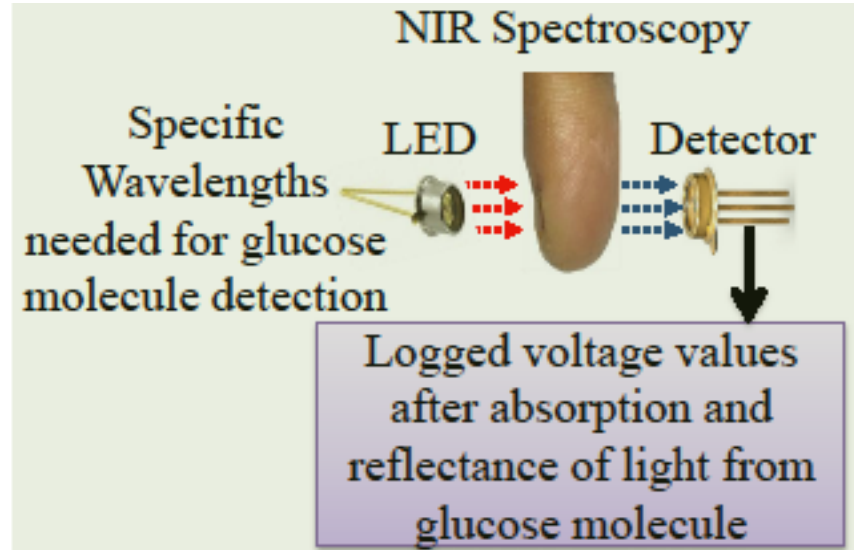 NIR Spectroscopy
Specific
Wavelengths
needed for glucose
molecule detection
LED
Detector
Logged voltage values
after absorption and
reflectance of light from
glucose molecule